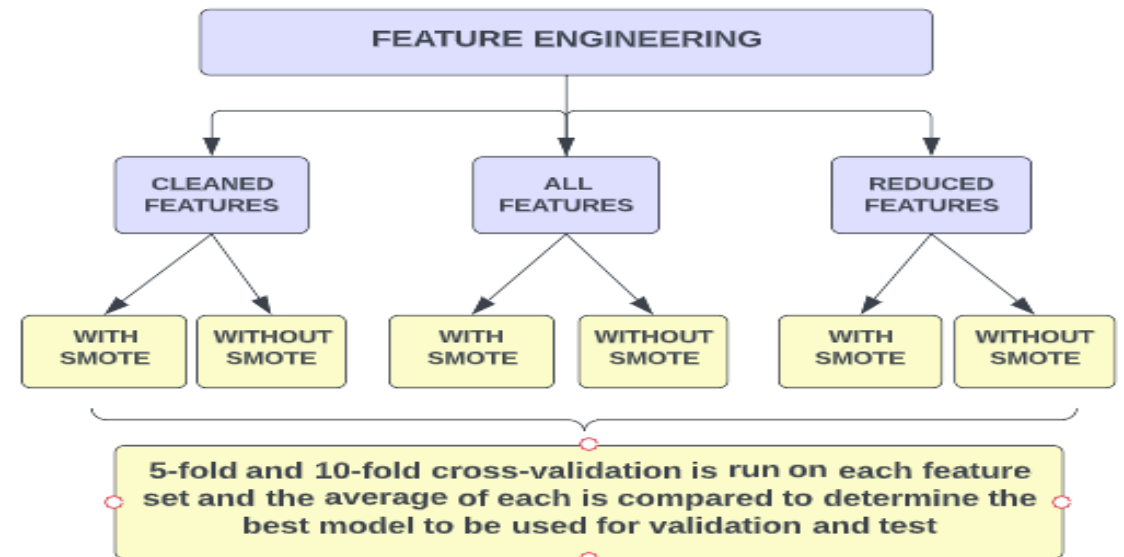 FEATURE ENGINEERING
CLEANED
FEATURES
ALL
FEATURES
REDUCED
FEATURES
WITH
SMOTE
WITHOUT
SMOTE
WITH
SMOTE
WITHOUT
SMOTE
WITH
SMOTE
WITHOUT
SMOTE
5-fold and 10-fold cross-validation is run on each feature
set and the average of each is compared to determine the
best model to be used for validation and test